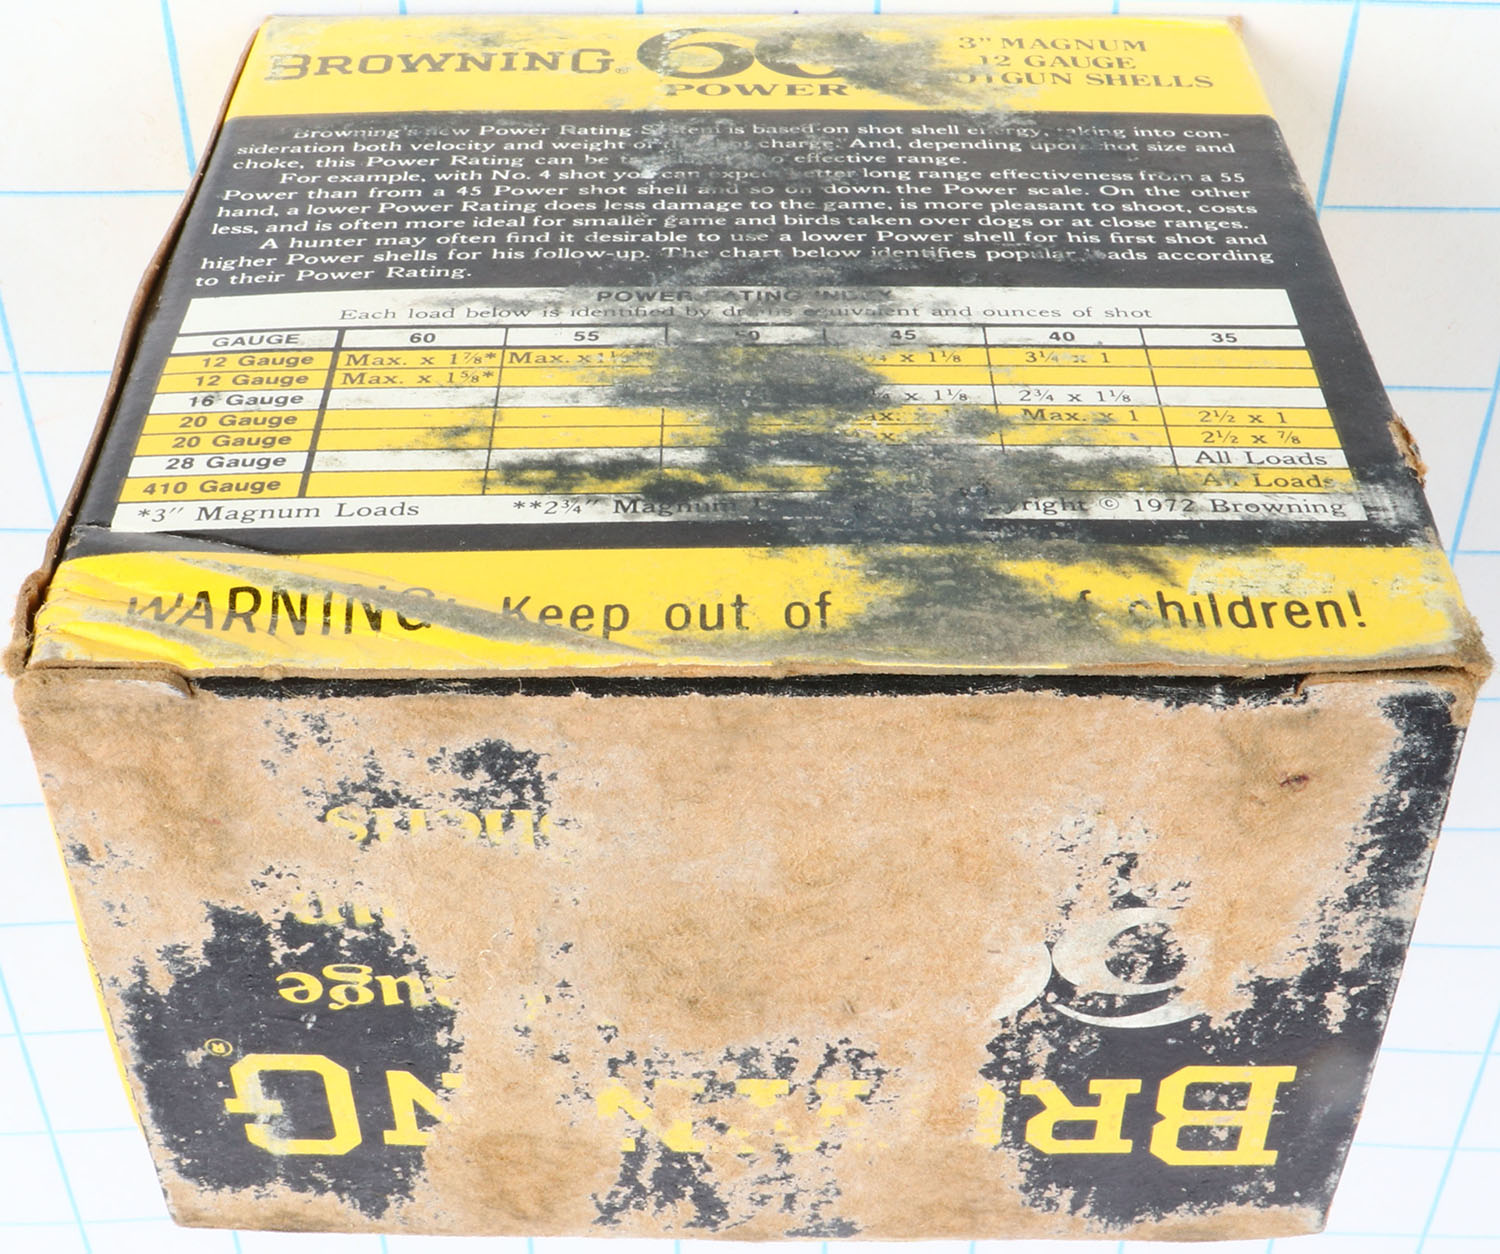 BROWNING® 60 POWER
3" MAGNUM
12 GAUGE
SHELLS
Browning's new Power Rating System is based on shot shell energy, taking into con-
sideration both velocity and weight of charge. And, depending upon shot size and
choke, this Power Rating can be effective range.
For example, with No. 4 shot you can expect better long range effectiveness from a 55
Power than from a 45 Power shot shell and so on down the Power scale. On the other
hand, a lower Power Rating does less damage to the game, is more pleasant to shoot, costs
less, and is often more ideal for smaller game and birds taken over dogs or at close ranges.
A hunter may often find it desirable to use a lower Power shell for his first shot and
higher Power shells for his follow-up. The chart below identifies popular loads according
to their Power Rating.
POWER RATING INDEX
Each load below is identified by drams equivalent and ounces of shot
GAUGE 60 55 45 40 35
12 Gauge Max. x 1⅞* Max. x x 1⅛ 3¼ x 1
12 Gauge Max. x 1⅝*
16 Gauge x 1⅛ 2¾ x 1⅛
20 Gauge Max. x 1 2½ x 1
20 Gauge 2½ x ⅞
28 Gauge All Loads
410 Gauge All Loads
*3" Magnum Loads **2¾" Magnum © 1972 Browning
WARNING: Keep out of children!
BROWNING®